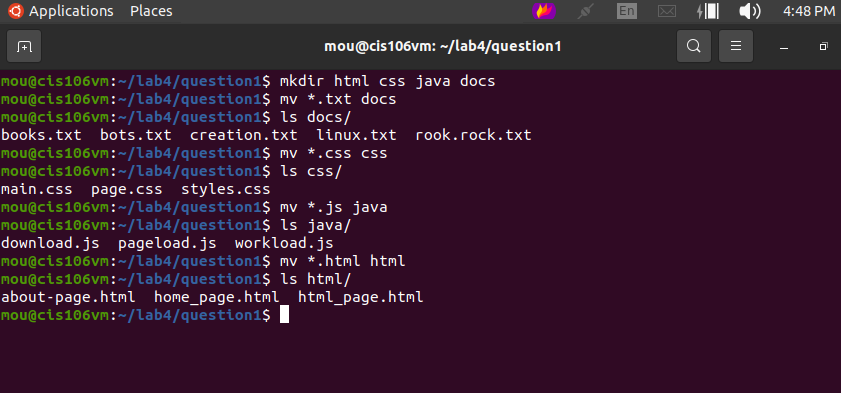 Applications Places En 4:48 PM
mou@cis106vm: ~/lab4/question1
mou@cis106vm:~/lab4/question1$ mkdir html css java docs
mou@cis106vm:~/lab4/question1$ mv *.txt docs
mou@cis106vm:~/lab4/question1$ ls docs/
books.txt  bots.txt  creation.txt  linux.txt  rook.rock.txt
mou@cis106vm:~/lab4/question1$ mv *.css css
mou@cis106vm:~/lab4/question1$ ls css/
main.css  page.css  styles.css
mou@cis106vm:~/lab4/question1$ mv *.js java
mou@cis106vm:~/lab4/question1$ ls java/
download.js  pageload.js  workload.js
mou@cis106vm:~/lab4/question1$ mv *.html html
mou@cis106vm:~/lab4/question1$ ls html/
about-page.html  home_page.html  html_page.html
mou@cis106vm:~/lab4/question1$